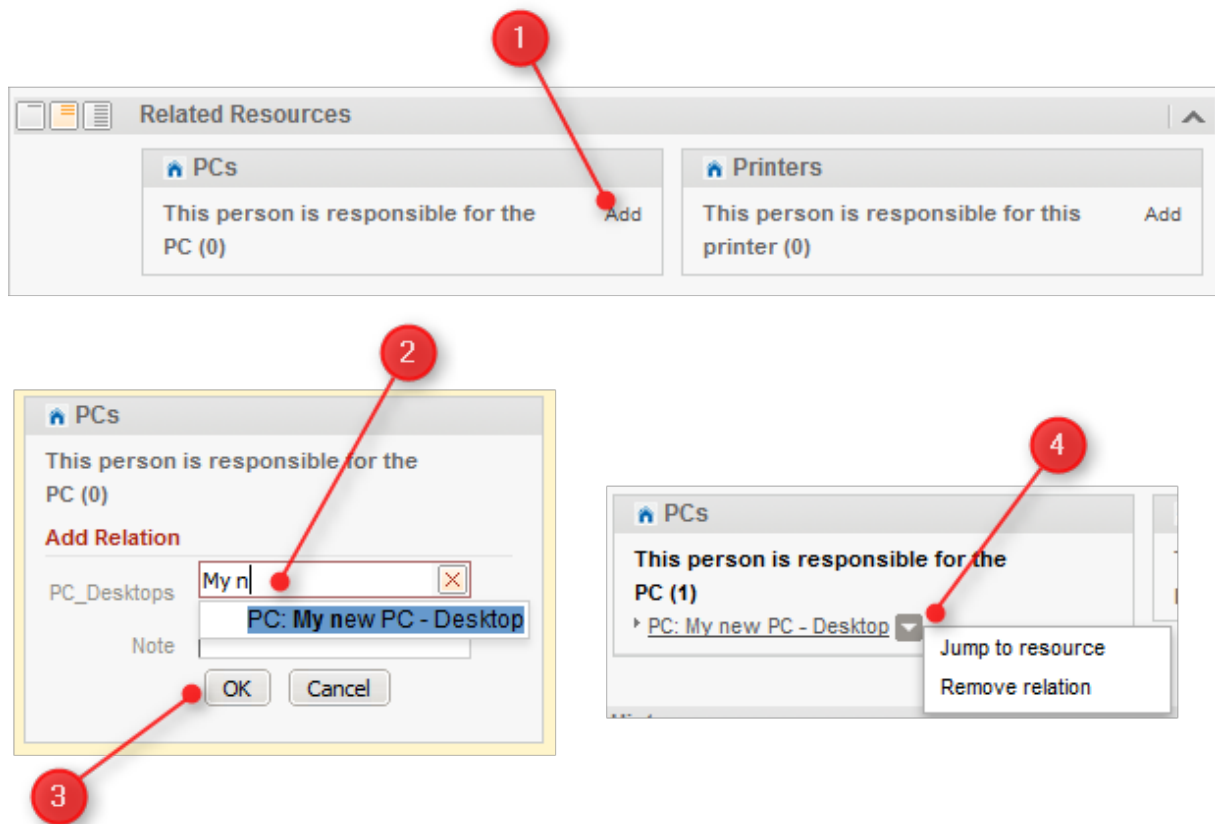 1
Related Resources
PCs
This person is responsible for the
PC (0)
Add
Printers
This person is responsible for this
printer (0)
Add
2
PCs
This person is responsible for the
PC (0)
Add Relation
PC_Desktops
My n
PC: My new PC - Desktop
Note
OK
Cancel
3
4
PCs
This person is responsible for the
PC (1)
PC: My new PC - Desktop
Jump to resource
Remove relation